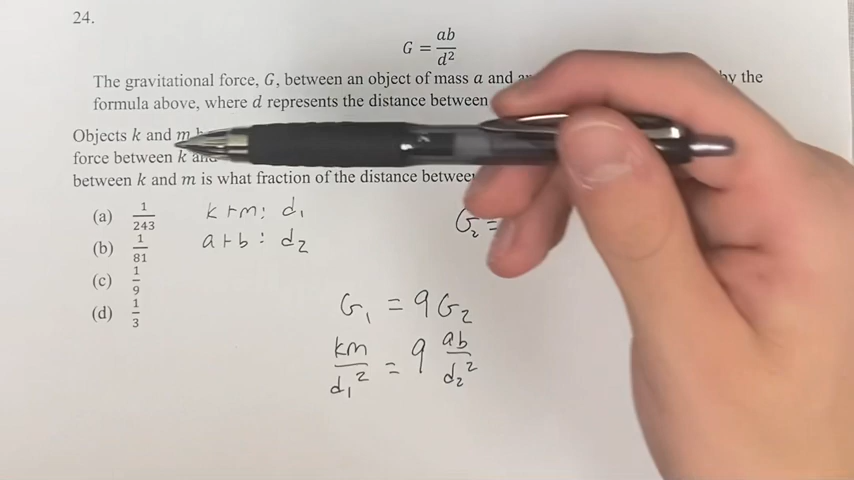 24.
G = ab/d²
The gravitational force, G, between an object of mass a and by the
formula above, where d represents the distance between
Objects k and m
force between k and
between k and m is what fraction of the distance
(a) 1/243
(b) 1/81
(c) 1/9
(d) 1/3
k+m: d₁
a+b: d₂
G₂ =
G₁ = 9G₂
km/d₁² = 9 ab/d₂²